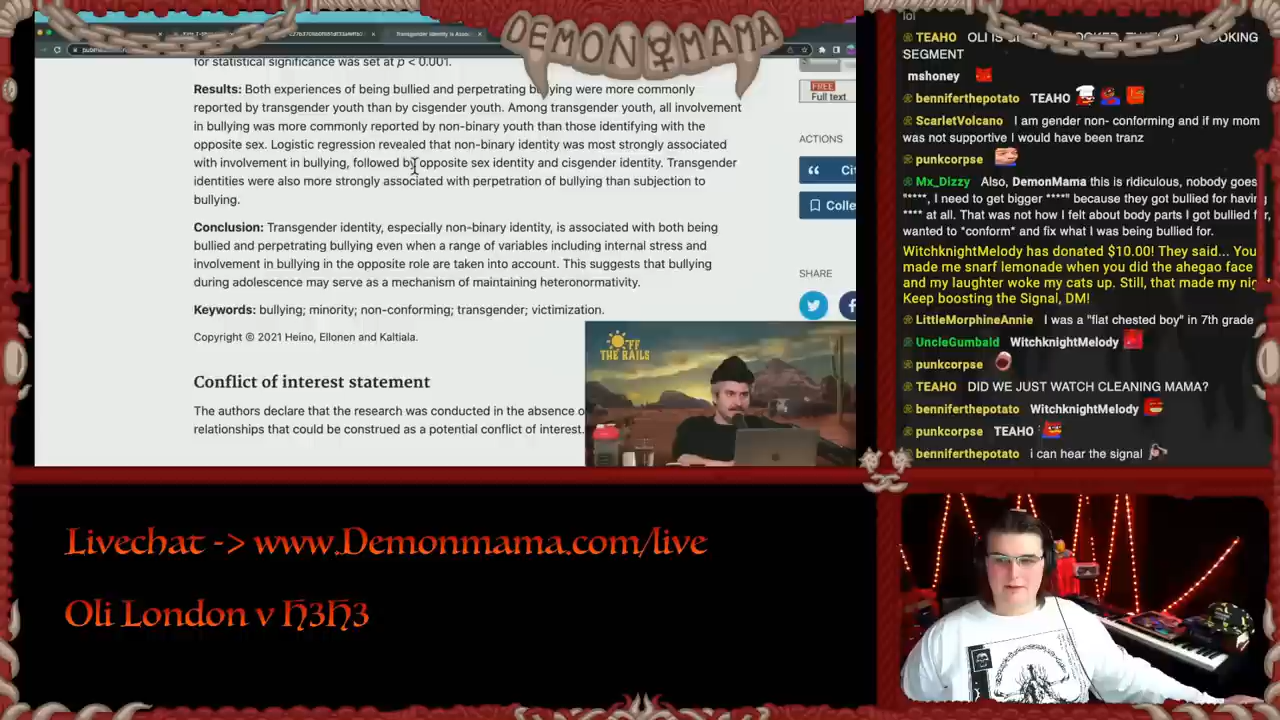 DEMON MAMA
Transgender identity is Assoc
for statistical significance was set at p < 0.001.
Results: Both experiences of being bullied and perpetrating bullying were more commonly
reported by transgender youth than by cisgender youth. Among transgender youth, all involvement
in bullying was more commonly reported by non-binary youth than those identifying with the
opposite sex. Logistic regression revealed that non-binary identity was most strongly associated
with involvement in bullying, followed by opposite sex identity and cisgender identity. Transgender
identities were also more strongly associated with perpetration of bullying than subjection to
bullying.
Conclusion: Transgender identity, especially non-binary identity, is associated with both being
bullied and perpetrating bullying even when a range of variables including internal stress and
involvement in bullying in the opposite role are taken into account. This suggests that bullying
during adolescence may serve as a mechanism of maintaining heteronormativity.
Keywords: bullying; minority; non-conforming; transgender; victimization.
Copyright © 2021 Heino, Ellonen and Kaltiala.
Conflict of interest statement
The authors declare that the research was conducted in the absence o
relationships that could be construed as a potential conflict of interest.
FREE
Full text
ACTIONS
Cit
Colle
SHARE
OFF
THE RAILS
lol
TEAHO OLI IS
OKING
SEGMENT
mshoney
benniferthepotato TEAHO
ScarletVolcano I am gender non- conforming and if my mom
was not supportive I would have been tranz
punkcorpse
Mx_Dizzy Also, DemonMama this is ridiculous, nobody goes
"****, I need to get bigger ****" because they got bullied for having
**** at all. That was not how I felt about body parts I got bullied for, I
wanted to *conform* and fix what I was being bullied for.
WitchknightMelody has donated $10.00! They said... You
made me snarf lemonade when you did the ahegao face
and my laughter woke my cats up. Still, that made my nig
Keep boosting the Signal, DM!
LittleMorphineAnnie I was a "flat chested boy" in 7th grade
UncleGumbald WitchknightMelody
punkcorpse
TEAHO DID WE JUST WATCH CLEANING MAMA?
benniferthepotato WitchknightMelody
punkcorpse TEAHO
benniferthepotato i can hear the signal
Livechat -> www.Demonmama.com/live
Oli London v H3H3